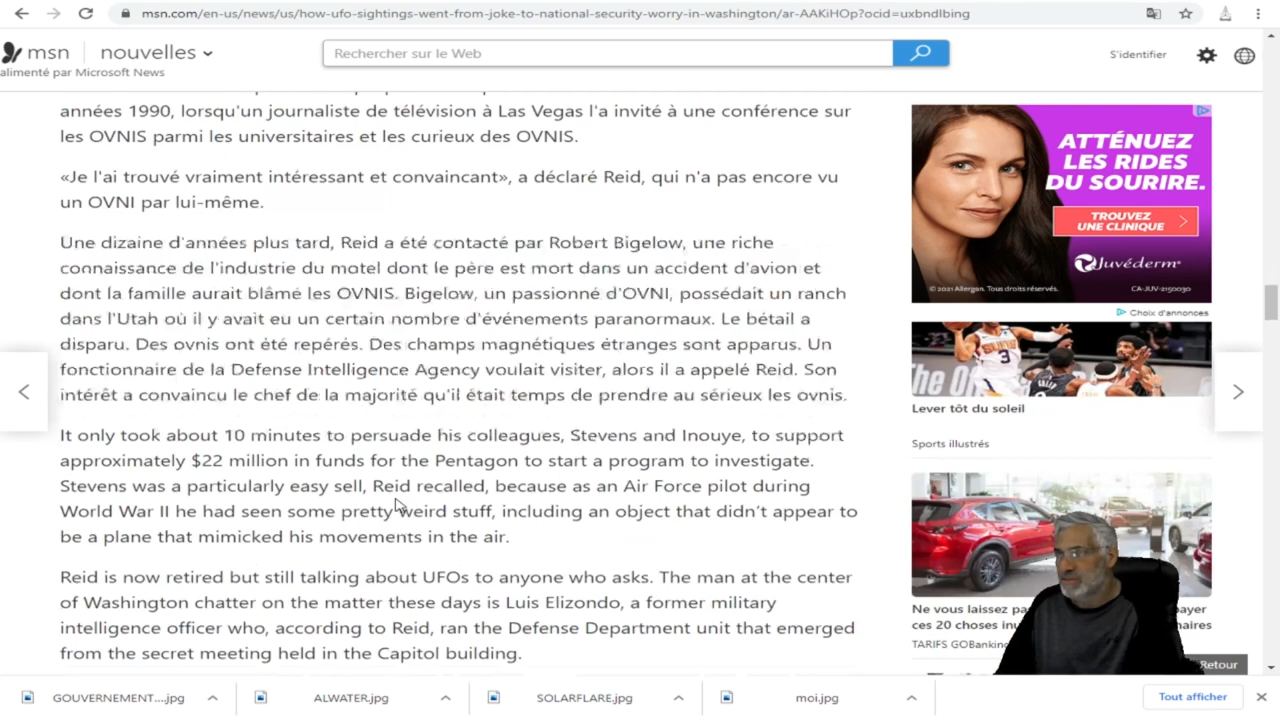 msn.com/en-us/news/us/how-ufo-sightings-went-from-joke-to-national-security-worry-in-washington/ar-AAKiHOp?ocid=uxbndlbing
msn nouvelles
alimenté par Microsoft News
Rechercher sur le Web
S'identifier
années 1990, lorsqu'un journaliste de télévision à Las Vegas l'a invité à une conférence sur
les OVNIS parmi les universitaires et les curieux des OVNIS.
«Je l'ai trouvé vraiment intéressant et convaincant», a déclaré Reid, qui n'a pas encore vu
un OVNI par lui-même.
Une dizaine d'années plus tard, Reid a été contacté par Robert Bigelow, une riche
connaissance de l'industrie du motel dont le père est mort dans un accident d'avion et
dont la famille aurait blâmé les OVNIS. Bigelow, un passionné d'OVNI, possédait un ranch
dans l'Utah où il y avait eu un certain nombre d'événements paranormaux. Le bétail a
disparu. Des ovnis ont été repérés. Des champs magnétiques étranges sont apparus. Un
fonctionnaire de la Defense Intelligence Agency voulait visiter, alors il a appelé Reid. Son
intérêt a convaincu le chef de la majorité qu'il était temps de prendre au sérieux les ovnis.
It only took about 10 minutes to persuade his colleagues, Stevens and Inouye, to support
approximately $22 million in funds for the Pentagon to start a program to investigate.
Stevens was a particularly easy sell, Reid recalled, because as an Air Force pilot during
World War II he had seen some pretty weird stuff, including an object that didn't appear to
be a plane that mimicked his movements in the air.
Reid is now retired but still talking about UFOs to anyone who asks. The man at the center
of Washington chatter on the matter these days is Luis Elizondo, a former military
intelligence officer who, according to Reid, ran the Defense Department unit that emerged
from the secret meeting held in the Capitol building.
ATTÉNUEZ
LES RIDES
DU SOURIRE.
TROUVEZ
UNE CLINIQUE
Juvéderm
© 2021 Allergan. Tous droits réservés.
CA-JUV-2150030
Choix d'annonces
SUNS
3
The
Lever tôt du soleil
Sports illustrés
Ne vous laissez
payer
ces 20 choses
TARIFS
Retour
GOUVERNEMENT....jpg
ALWATER.jpg
SOLARFLARE.jpg
moi.jpg
Tout afficher